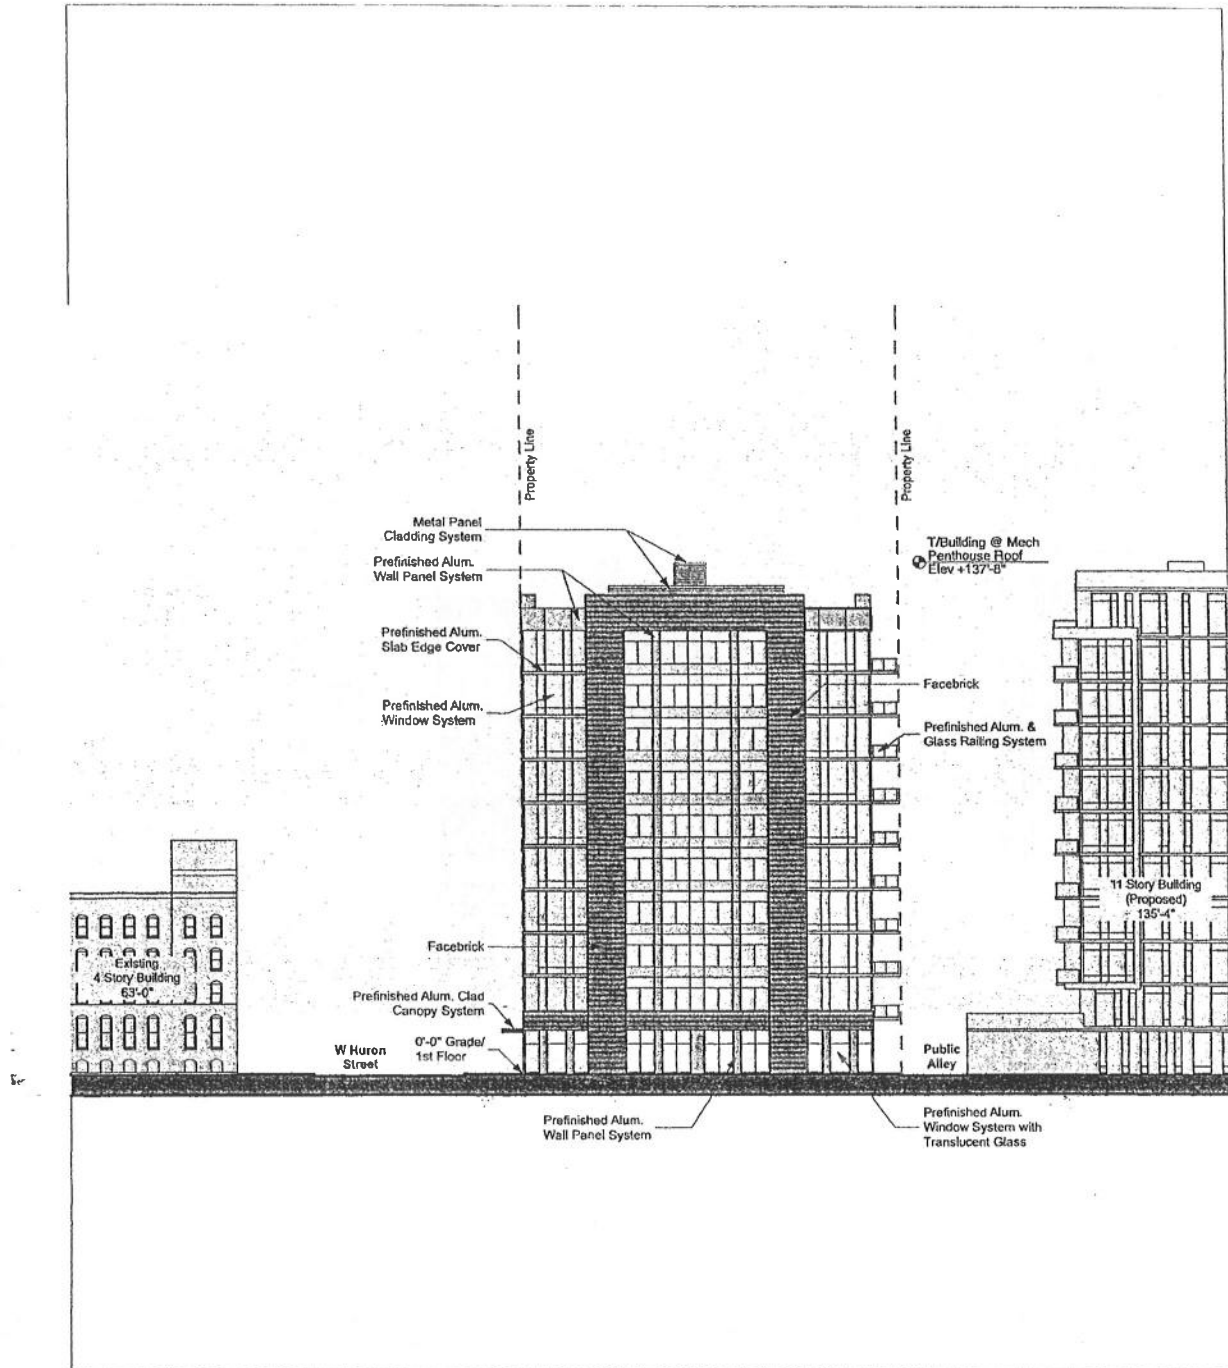 Property Line
Property Line
Metal Panel
Cladding System
Prefinished Alum.
Wall Panel System
T/Building @ Mech
Penthouse Roof
Elev +137'-8"
Prefinished Alum.
Slab Edge Cover
Facebrick
Prefinished Alum.
Window System
Prefinished Alum. &
Glass Railing System
11 Story Building
(Proposed)
135'-4"
Facebrick
Existing
4 Story Building
63'-0"
Prefinished Alum. Clad
Canopy System
W Huron
Street
0'-0" Grade/
1st Floor
Public
Alley
Prefinished Alum.
Wall Panel System
Prefinished Alum.
Window System with
Translucent Glass